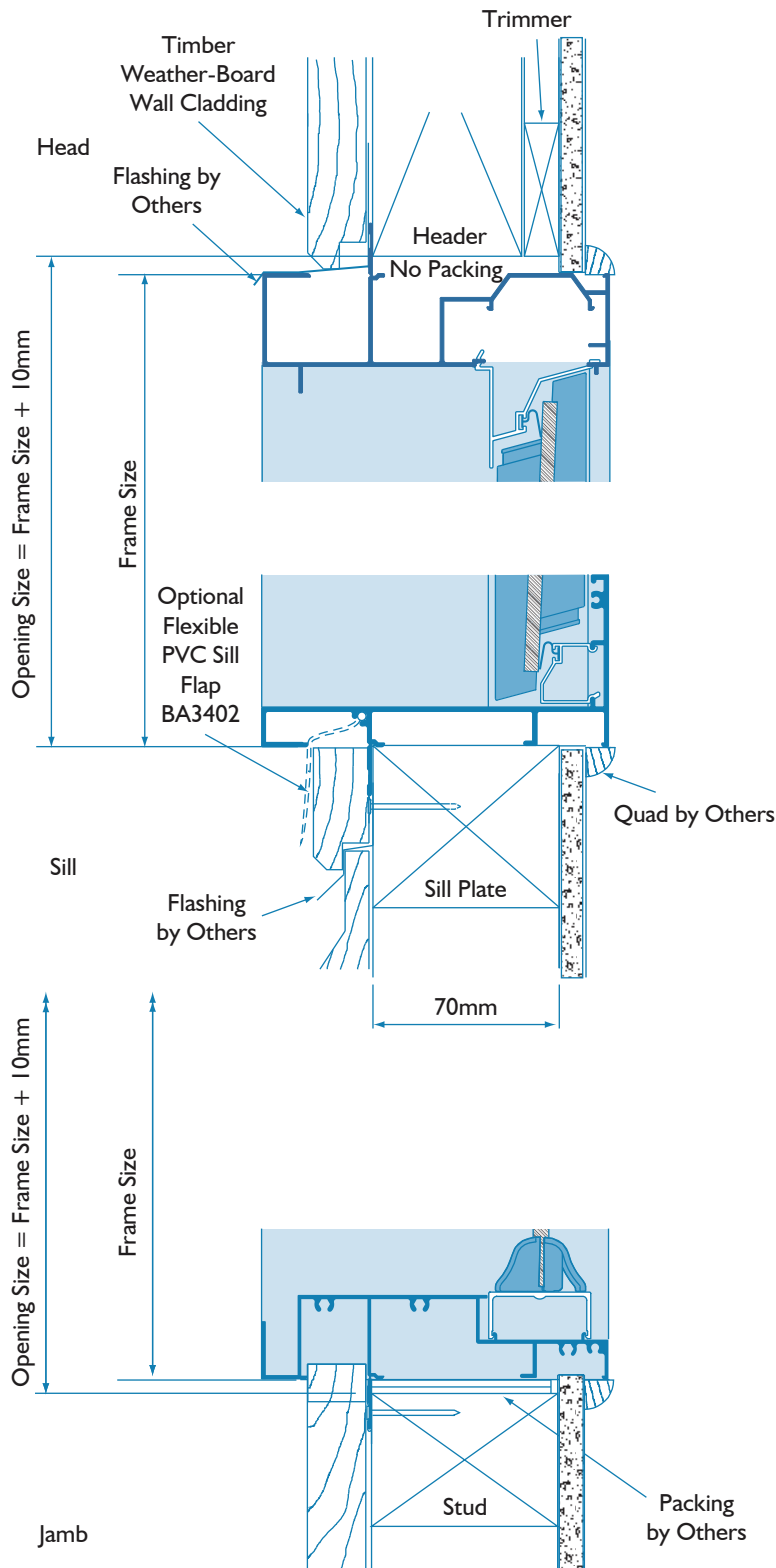 Trimmer
Timber
Weather-Board
Wall Cladding
Head
Flashing by
Others
Header
No Packing
Opening Size = Frame Size + 10mm
Frame Size
Optional
Flexible
PVC Sill
Flap
BA3402
Quad by Others
Sill
Flashing
by Others
Sill Plate
70mm
Opening Size = Frame Size + 10mm
Frame Size
Stud
Packing
by Others
Jamb